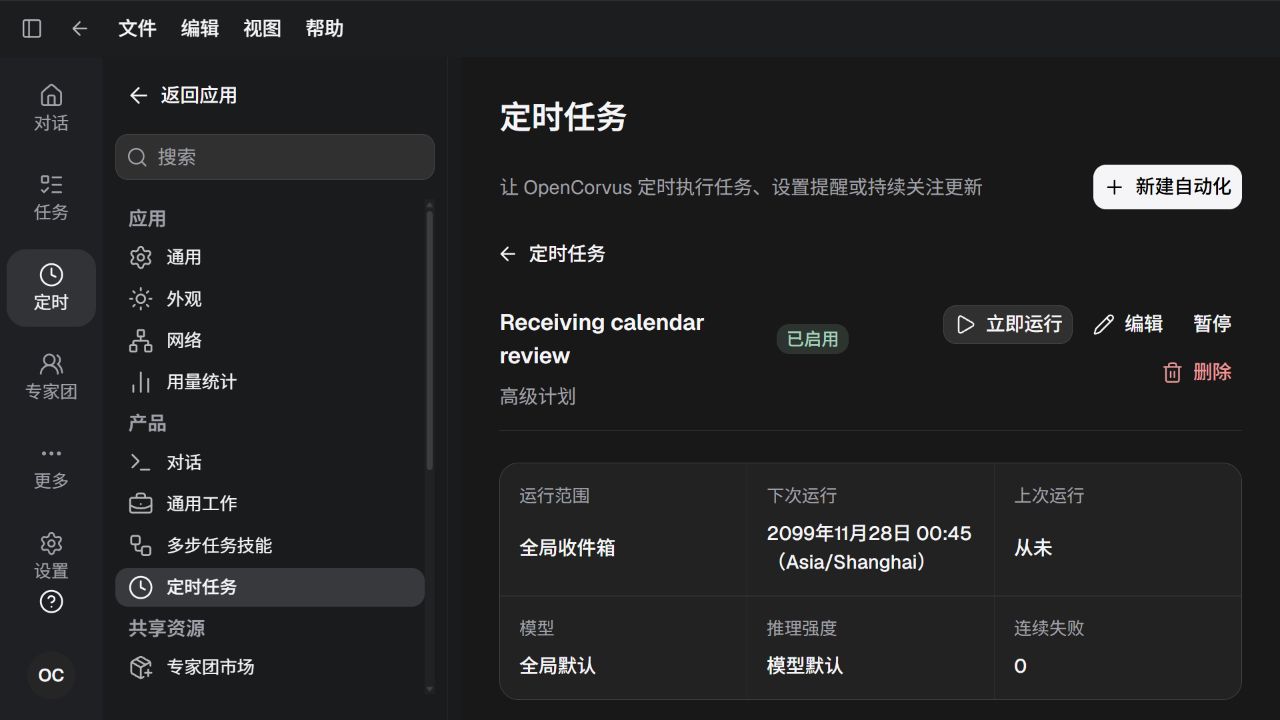 文件 编辑 视图 帮助
对话
任务
定时
专家团
更多
设置
OC
返回应用
搜索
应用
通用
外观
网络
用量统计
产品
对话
通用工作
多步任务技能
定时任务
共享资源
专家团市场
定时任务
让 OpenCorvus 定时执行任务、设置提醒或持续关注更新
新建自动化
定时任务
Receiving calendar
review
已启用
立即运行 编辑 暂停
删除
高级计划
运行范围
全局收件箱
下次运行
2099年11月28日 00:45
（Asia/Shanghai）
上次运行
从未
模型
全局默认
推理强度
模型默认
连续失败
0